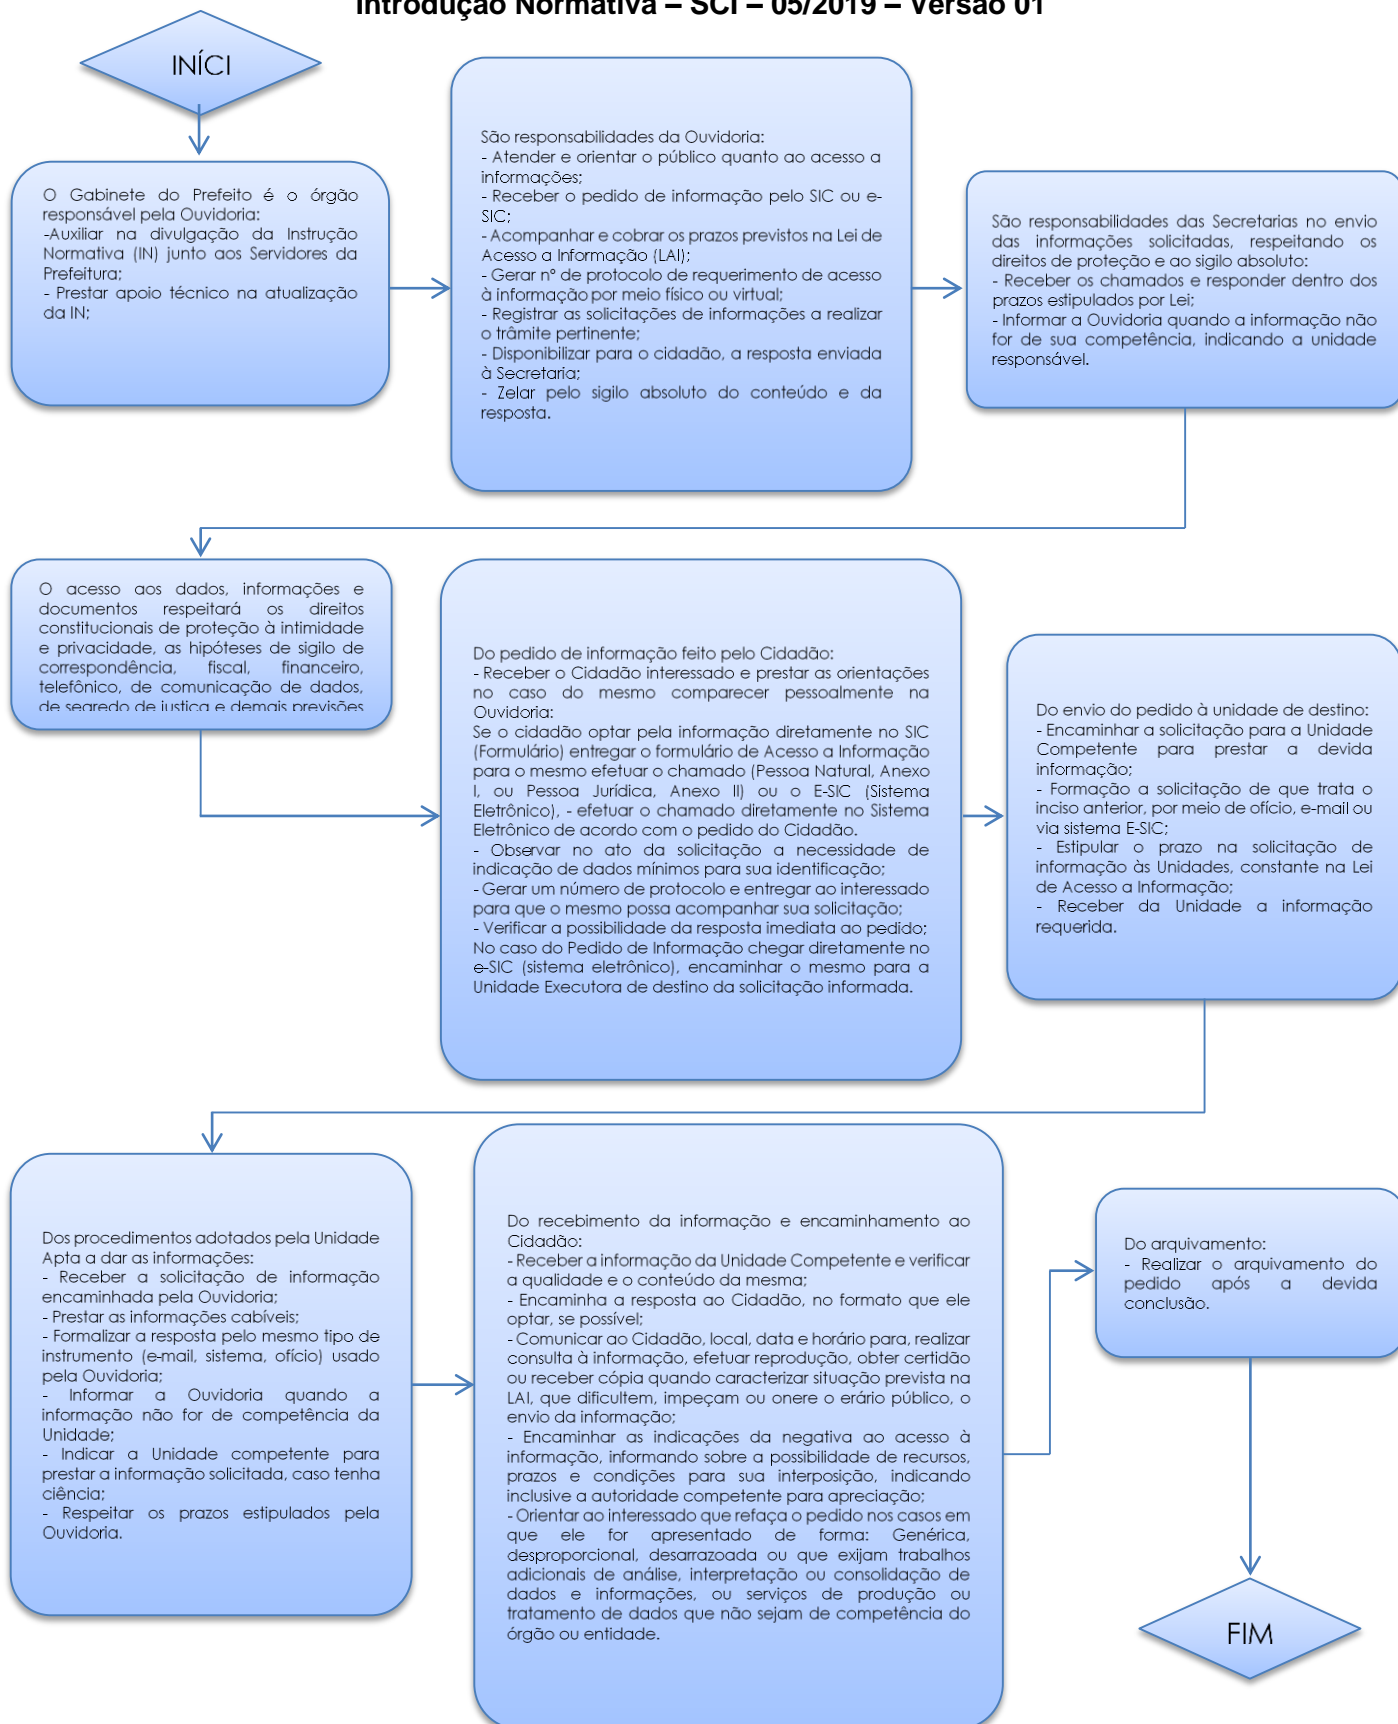 Introdução Normativa – SCI – 05/2019 – Versão 01
INÍCI
O Gabinete do Prefeito é o órgão
responsável pela Ouvidoria:
-Auxiliar na divulgação da Instrução
Normativa (IN) junto aos Servidores da
Prefeitura;
- Prestar apoio técnico na atualização
da IN;
São responsabilidades da Ouvidoria:
- Atender e orientar o público quanto ao acesso a
informações;
- Receber o pedido de informação pelo SIC ou e-
SIC;
- Acompanhar e cobrar os prazos previstos na Lei de
Acesso a Informação (LAI);
- Gerar nº de protocolo de requerimento de acesso
à informação por meio físico ou virtual;
- Registrar as solicitações de informações a realizar
o trâmite pertinente;
- Disponibilizar para o cidadão, a resposta enviada
à Secretaria;
- Zelar pelo sigilo absoluto do conteúdo e da
resposta.
São responsabilidades das Secretarias no envio
das informações solicitadas, respeitando os
direitos de proteção e ao sigilo absoluto:
- Receber os chamados e responder dentro dos
prazos estipulados por Lei;
- Informar a Ouvidoria quando a informação não
for de sua competência, indicando a unidade
responsável.
O acesso aos dados, informações e
documentos respeitará os direitos
constitucionais de proteção à intimidade
e privacidade, as hipóteses de sigilo de
correspondência, fiscal, financeiro,
telefônico, de comunicação de dados,
de segredo de justiça e demais previsões
Do pedido de informação feito pelo Cidadão:
- Receber o Cidadão interessado e prestar as orientações
no caso do mesmo comparecer pessoalmente na
Ouvidoria:
Se o cidadão optar pela informação diretamente no SIC
(Formulário) entregar o formulário de Acesso a Informação
para o mesmo efetuar o chamado (Pessoa Natural, Anexo
I, ou Pessoa Jurídica, Anexo II) ou o E-SIC (Sistema
Eletrônico), - efetuar o chamado diretamente no Sistema
Eletrônico de acordo com o pedido do Cidadão.
- Observar no ato da solicitação a necessidade de
indicação de dados mínimos para sua identificação;
- Gerar um número de protocolo e entregar ao interessado
para que o mesmo possa acompanhar sua solicitação;
- Verificar a possibilidade da resposta imediata ao pedido;
No caso do Pedido de Informação chegar diretamente no
e-SIC (sistema eletrônico), encaminhar o mesmo para a
Unidade Executora de destino da solicitação informada.
Do envio do pedido à unidade de destino:
- Encaminhar a solicitação para a Unidade
Competente para prestar a devida
informação;
- Formação a solicitação de que trata o
inciso anterior, por meio de ofício, e-mail ou
via sistema E-SIC;
- Estipular o prazo na solicitação de
informação às Unidades, constante na Lei
de Acesso a Informação;
- Receber da Unidade a informação
requerida.
Dos procedimentos adotados pela Unidade
Apta a dar as informações:
- Receber a solicitação de informação
encaminhada pela Ouvidoria;
- Prestar as informações cabíveis;
- Formalizar a resposta pelo mesmo tipo de
instrumento (e-mail, sistema, ofício) usado
pela Ouvidoria;
- Informar a Ouvidoria quando a
informação não for de competência da
Unidade;
- Indicar a Unidade competente para
prestar a informação solicitada, caso tenha
ciência;
- Respeitar os prazos estipulados pela
Ouvidoria.
Do recebimento da informação e encaminhamento ao
Cidadão:
- Receber a informação da Unidade Competente e verificar
a qualidade e o conteúdo da mesma;
- Encaminha a resposta ao Cidadão, no formato que ele
optar, se possível;
- Comunicar ao Cidadão, local, data e horário para, realizar
consulta à informação, efetuar reprodução, obter certidão
ou receber cópia quando caracterizar situação prevista na
LAI, que dificultem, impeçam ou onere o erário público, o
envio da informação;
- Encaminhar as indicações da negativa ao acesso à
informação, informando sobre a possibilidade de recursos,
prazos e condições para sua interposição, indicando
inclusive a autoridade competente para apreciação;
- Orientar ao interessado que refaça o pedido nos casos em
que ele for apresentado de forma: Genérica,
desproporcional, desarrazoada ou que exijam trabalhos
adicionais de análise, interpretação ou consolidação de
dados e informações, ou serviços de produção ou
tratamento de dados que não sejam de competência do
órgão ou entidade.
Do arquivamento:
- Realizar o arquivamento do
pedido após a devida
conclusão.
FIM